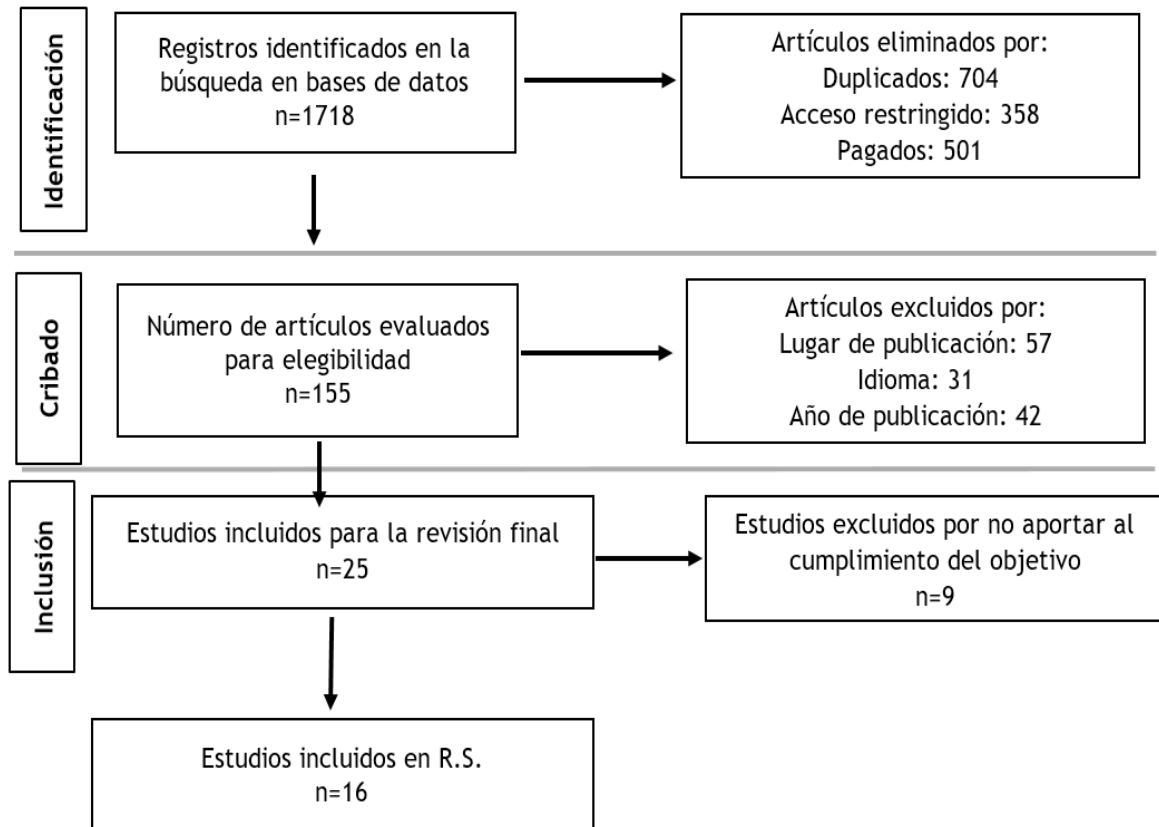 Identificación
Registros identificados en la
búsqueda en bases de datos
n=1718
Artículos eliminados por:
Duplicados: 704
Acceso restringido: 358
Pagados: 501
Cribado
Número de artículos evaluados
para elegibilidad
n=155
Artículos excluidos por:
Lugar de publicación: 57
Idioma: 31
Año de publicación: 42
Inclusión
Estudios incluidos para la revisión final
n=25
Estudios excluidos por no aportar al
cumplimiento del objetivo
n=9
Estudios incluidos en R.S.
n=16